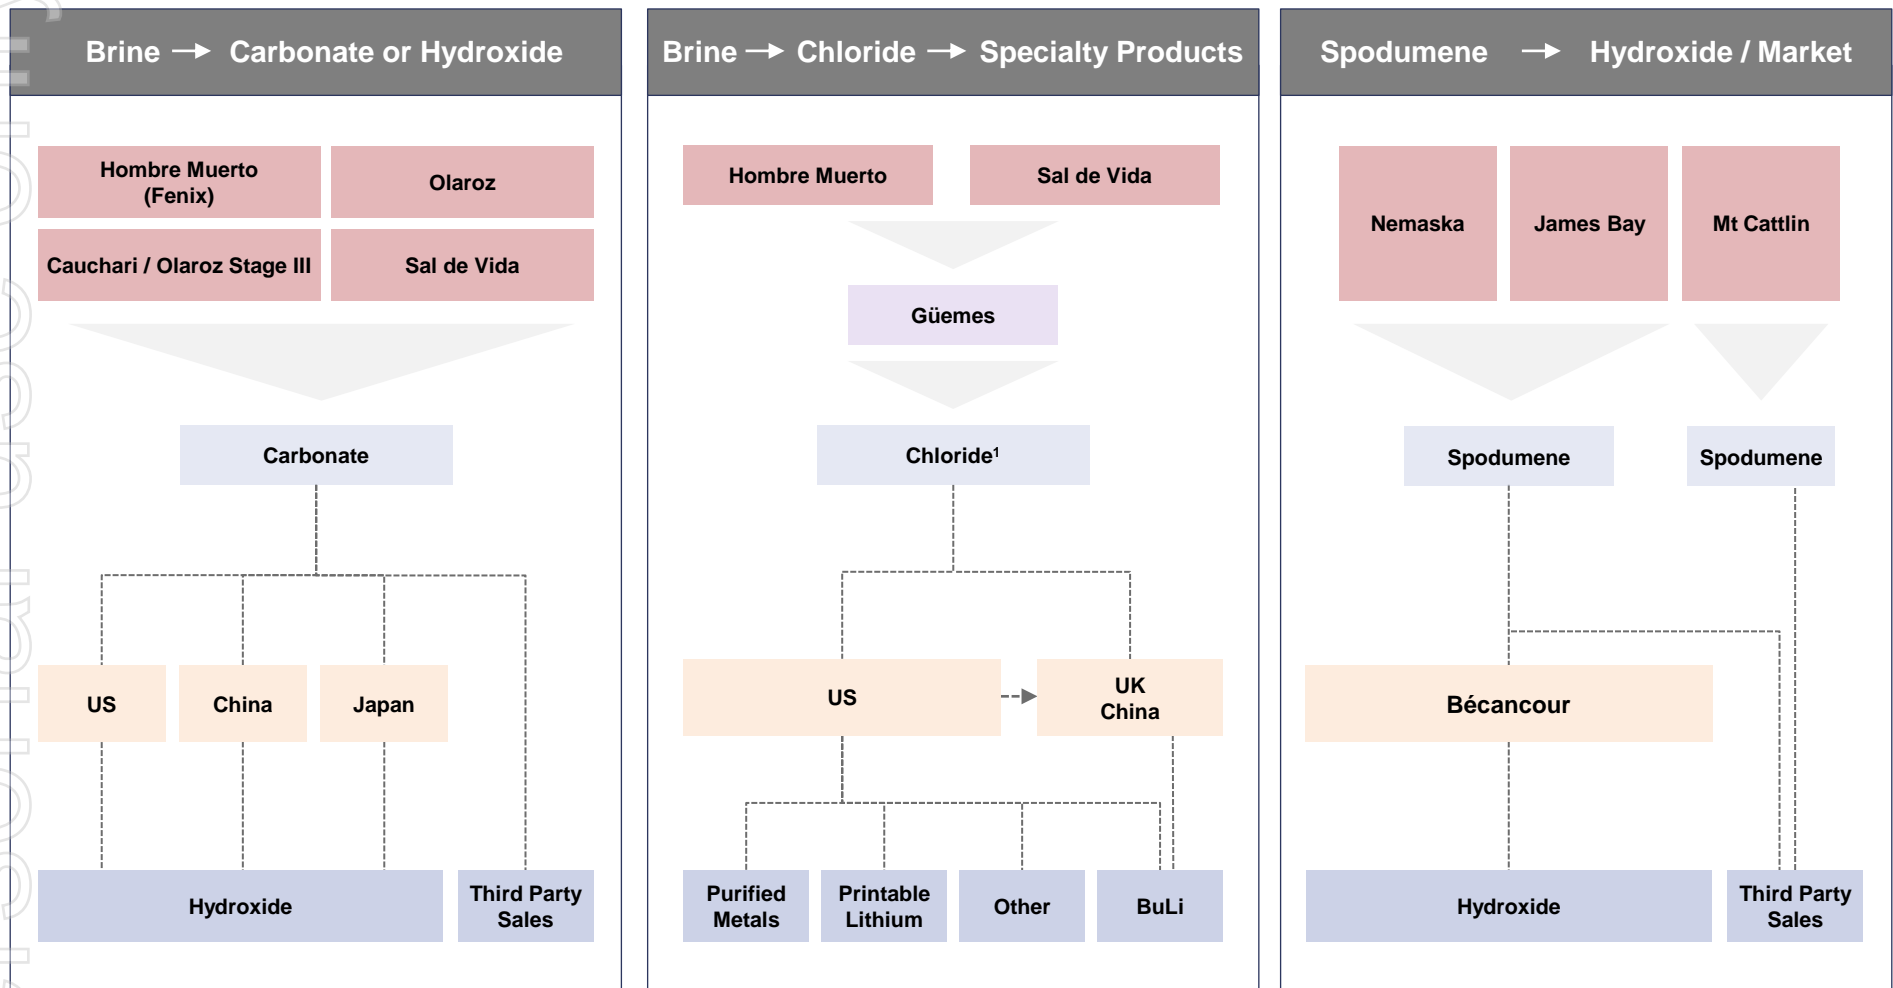 Brine → Carbonate or Hydroxide
Hombre Muerto
(Fenix)
Olaroz
Cauchari / Olaroz Stage III
Sal de Vida
Carbonate
US
China
Japan
Hydroxide
Third Party
Sales
Brine → Chloride → Specialty Products
Hombre Muerto
Sal de Vida
Güemes
Chloride¹
US
UK
China
Purified
Metals
Printable
Lithium
Other
BuLi
Spodumene → Hydroxide / Market
Nemaska
James Bay
Mt Cattlin
Spodumene
Spodumene
Bécancour
Hydroxide
Third Party
Sales